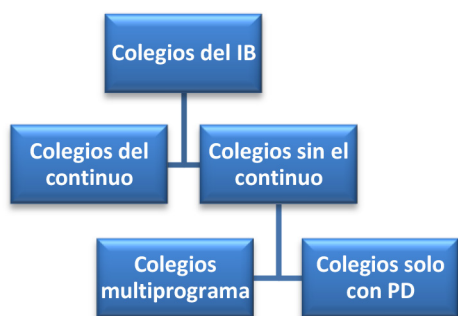 Colegios del IB
Colegios del
continuo
Colegios sin el
continuo
Colegios
multiprograma
Colegios solo
con PD